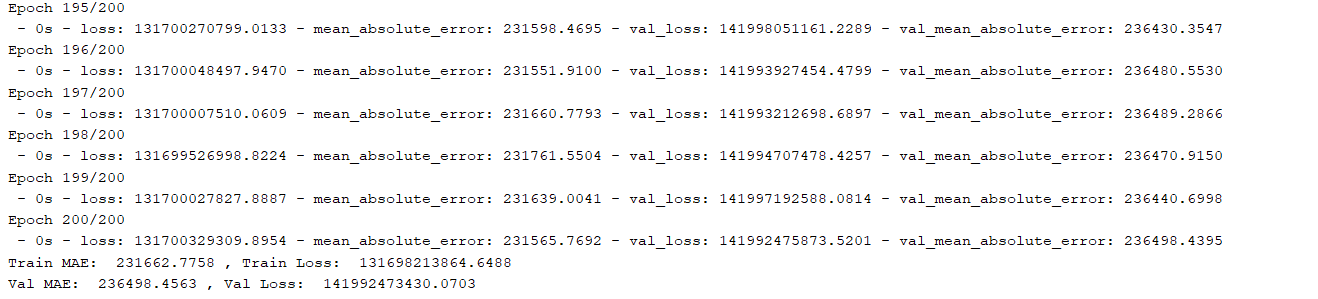 Epoch 195/200
 - 0s - loss: 131700270799.0133 - mean_absolute_error: 231598.4695 - val_loss: 141998051161.2289 - val_mean_absolute_error: 236430.3547
Epoch 196/200
 - 0s - loss: 131700048497.9470 - mean_absolute_error: 231551.9100 - val_loss: 141993927454.4799 - val_mean_absolute_error: 236480.5530
Epoch 197/200
 - 0s - loss: 131700007510.0609 - mean_absolute_error: 231660.7793 - val_loss: 141993212698.6897 - val_mean_absolute_error: 236489.2866
Epoch 198/200
 - 0s - loss: 131699526998.8224 - mean_absolute_error: 231761.5504 - val_loss: 141994707478.4257 - val_mean_absolute_error: 236470.9150
Epoch 199/200
 - 0s - loss: 131700027827.8887 - mean_absolute_error: 231639.0041 - val_loss: 141997192588.0814 - val_mean_absolute_error: 236440.6998
Epoch 200/200
 - 0s - loss: 131700329309.8954 - mean_absolute_error: 231565.7692 - val_loss: 141992475873.5201 - val_mean_absolute_error: 236498.4395
Train MAE:  231662.7758 , Train Loss:  131698213864.6488
Val MAE:  236498.4563 , Val Loss:  141992473430.0703